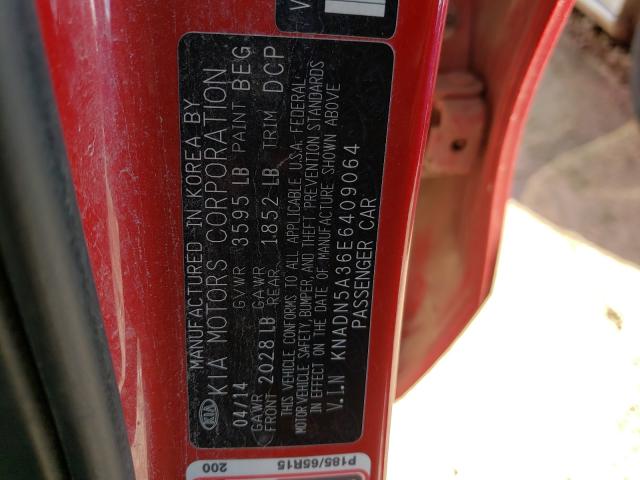 MANUFACTURED IN KOREA BY
KIA KIA MOTORS CORPORATION
04/14 GVWR 3595 LB PAINT BEG
GAWR FRONT 2028 LB GAWR REAR 1852 LB TRIM DCP
THIS VEHICLE CONFORMS TO ALL APPLICABLE U.S.A. FEDERAL
MOTOR VEHICLE SAFETY, BUMPER, AND THEFT PREVENTION STANDARDS
IN EFFECT ON THE DATE OF MANUFACTURE SHOWN ABOVE
V.I.N KNADN5A36E6409064
PASSENGER CAR
P185/65R15
200
V